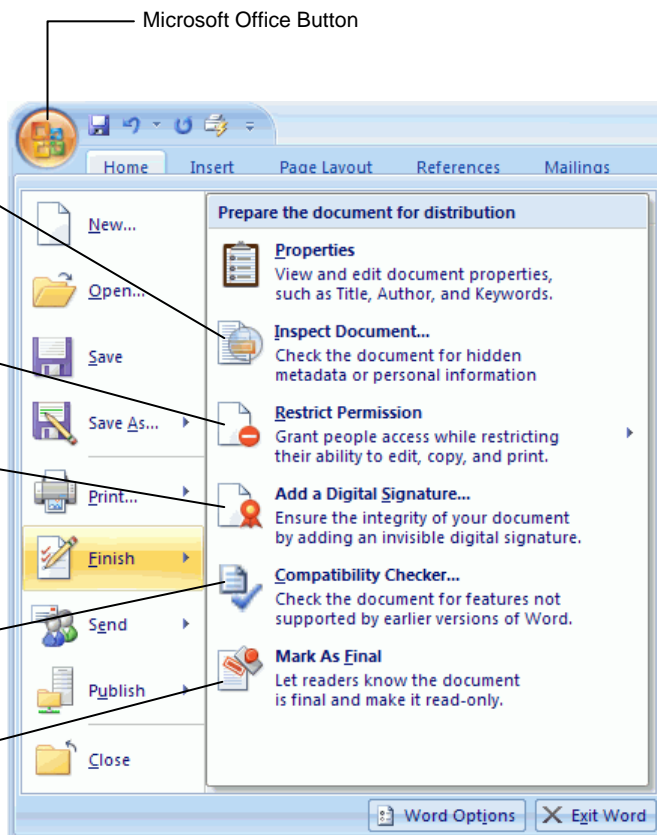 Microsoft Office Button
Home Insert Page Layout References Mailings
New...
Open...
Save
Save As...
Print...
Finish
Send
Publish
Close
Prepare the document for distribution
Properties
View and edit document properties,
such as Title, Author, and Keywords.
Inspect Document...
Check the document for hidden
metadata or personal information
Restrict Permission
Grant people access while restricting
their ability to edit, copy, and print.
Add a Digital Signature...
Ensure the integrity of your document
by adding an invisible digital signature.
Compatibility Checker...
Check the document for features not
supported by earlier versions of Word.
Mark As Final
Let readers know the document
is final and make it read-only.
Word Options Exit Word